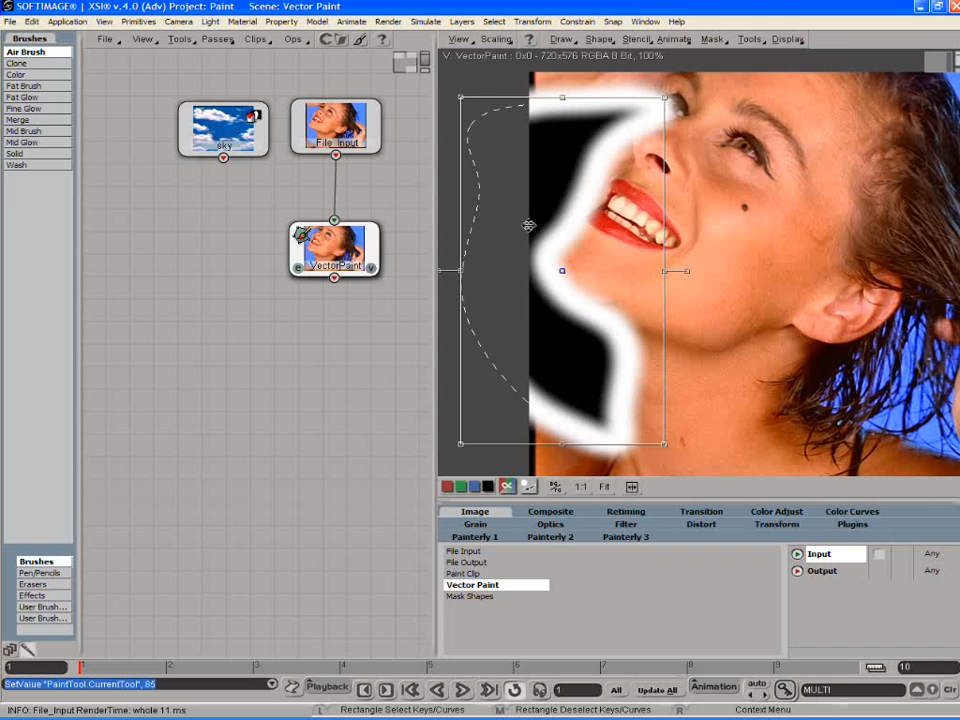 SOFTIMAGE® | XSI® v.4.0 (Adv) Project: Paint    Scene: Vector Paint
File Edit Application View Primitives Camera Light Material Property Model Animate Render Simulate Layers Select Transform Constrain Snap Window Help
Brushes
File View Tools Passes Clips Ops ?
View Scaling ? Draw Shape Stencil Animate Mask Tools Display
V: VectorPaint : 0x0 - 720x576 RGBA 8 Bit, 100%
Air Brush
Clone
Color
Fat Brush
Fat Glow
Fine Glow
Merge
Mid Brush
Mid Glow
Solid
Wash
sky
File_Input
VectorPaint
e
v
1:1 Fit
Image Composite Retiming Transition Color Adjust Color Curves
Grain Optics Filter Distort Transform Plugins
Painterly 1 Painterly 2 Painterly 3
File Input
File Output
Paint Clip
Vector Paint
Mask Shapes
Input Any
Output Any
Brushes
Pen/Pencils
Erasers
Effects
User Brush...
User Brush...
1 1 2 3 4 5 6 7 8 9 10
SetValue "PaintTool.CurrentTool", 85
Playback 1 All Update All Animation auto MULTI Clr
INFO: File_Input RenderTime: whole 11 ms
L Rectangle Select Keys/Curves M Rectangle Deselect Keys/Curves R Context Menu